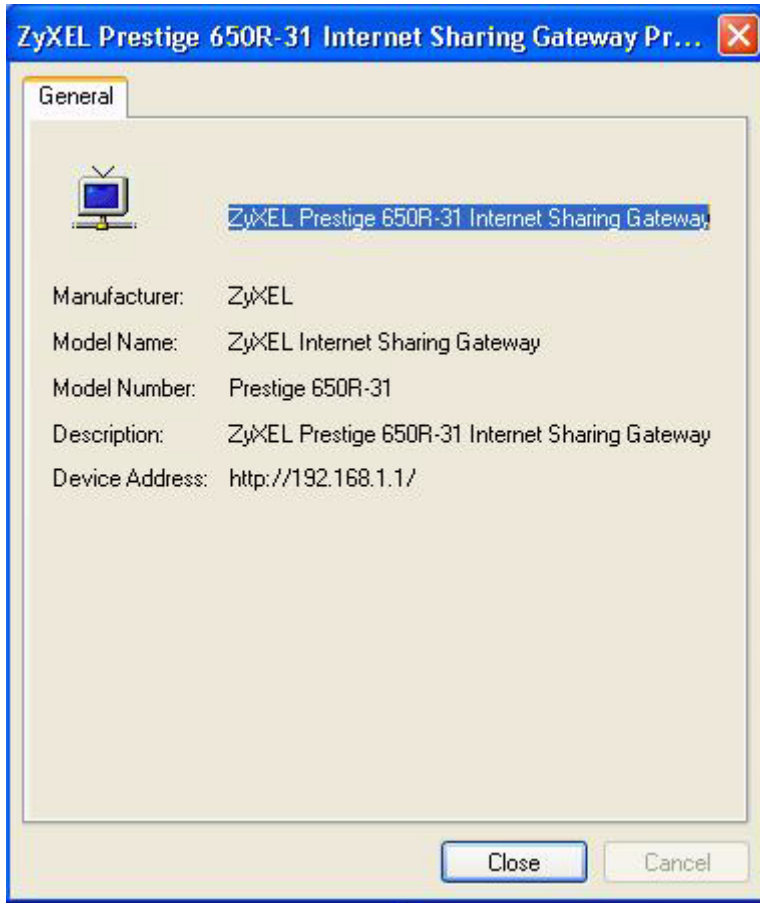 ZyXEL Prestige 650R-31 Internet Sharing Gateway Pr...
General
ZyXEL Prestige 650R-31 Internet Sharing Gateway
Manufacturer: ZyXEL
Model Name: ZyXEL Internet Sharing Gateway
Model Number: Prestige 650R-31
Description: ZyXEL Prestige 650R-31 Internet Sharing Gateway
Device Address: http://192.168.1.1/
Close Cancel